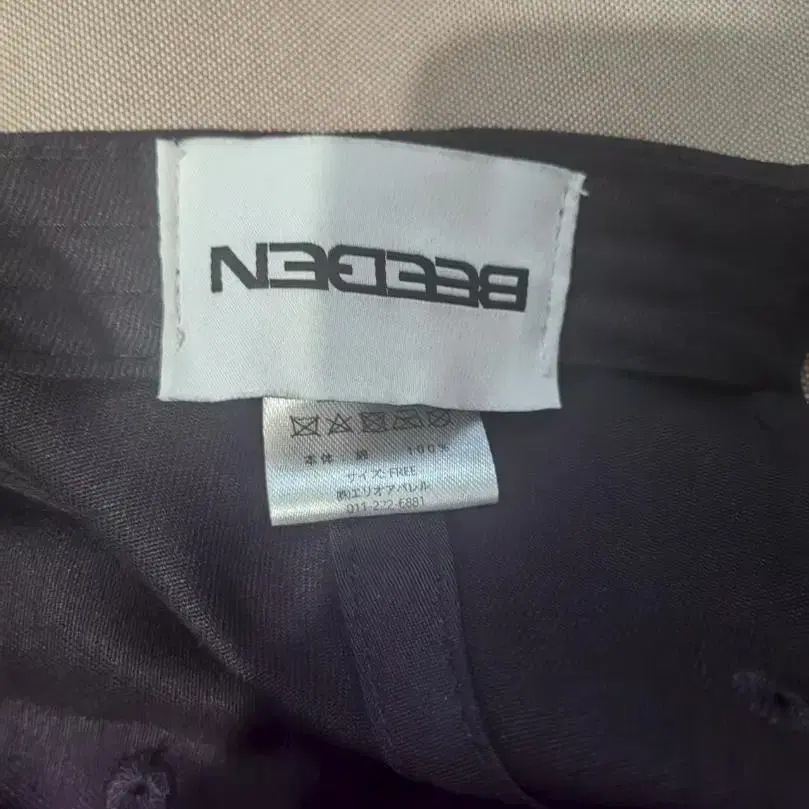 BEEDEN
本体 綿 100%
サイズ:FREE
㈱エリオアパレル
011-272-6881